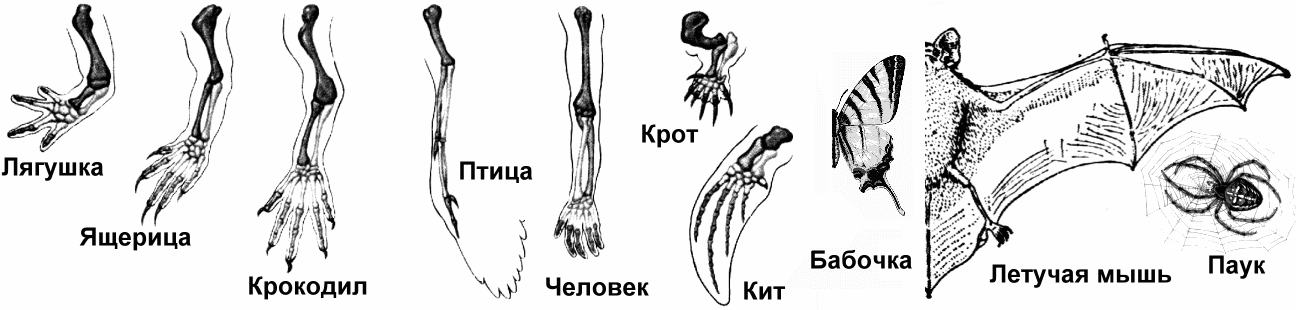 Лягушка
Ящерица
Крокодил
Птица
Человек
Крот
Кит
Бабочка
Летучая мышь
Паук